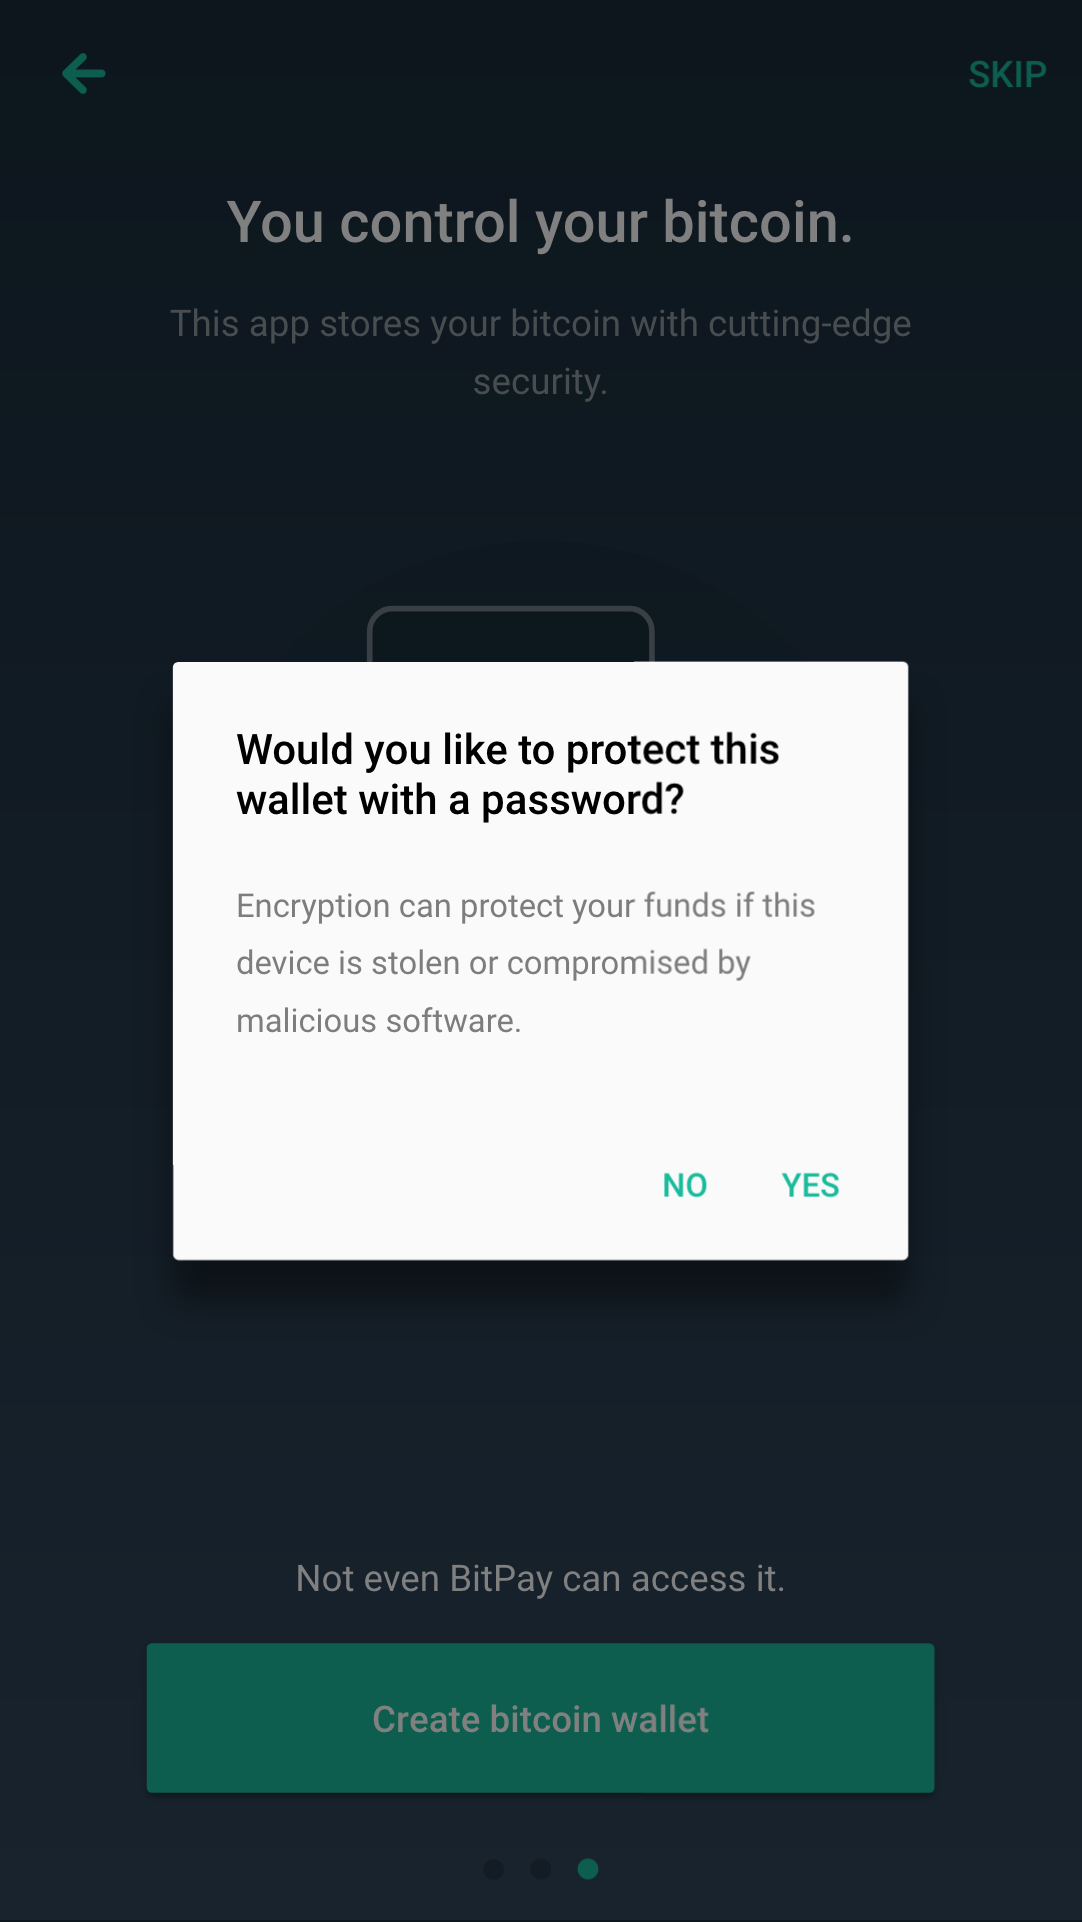 SKIP
You control your bitcoin.
This app stores your bitcoin with cutting-edge
security.
Would you like to protect this
wallet with a password?
Encryption can protect your funds if this
device is stolen or compromised by
malicious software.
NO YES
Not even BitPay can access it.
Create bitcoin wallet